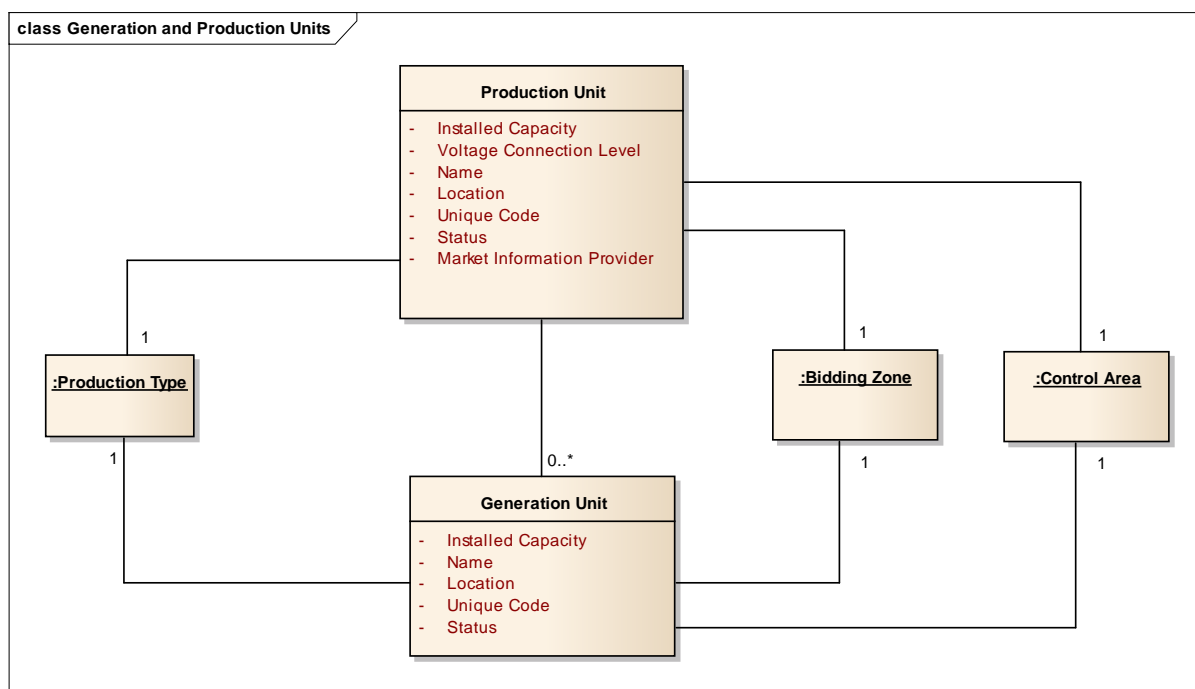 class Generation and Production Units
Production Unit
- Installed Capacity
- Voltage Connection Level
- Name
- Location
- Unique Code
- Status
- Market Information Provider
1
1
1
:Production Type
:Bidding Zone
:Control Area
1
1
1
0..*
Generation Unit
- Installed Capacity
- Name
- Location
- Unique Code
- Status